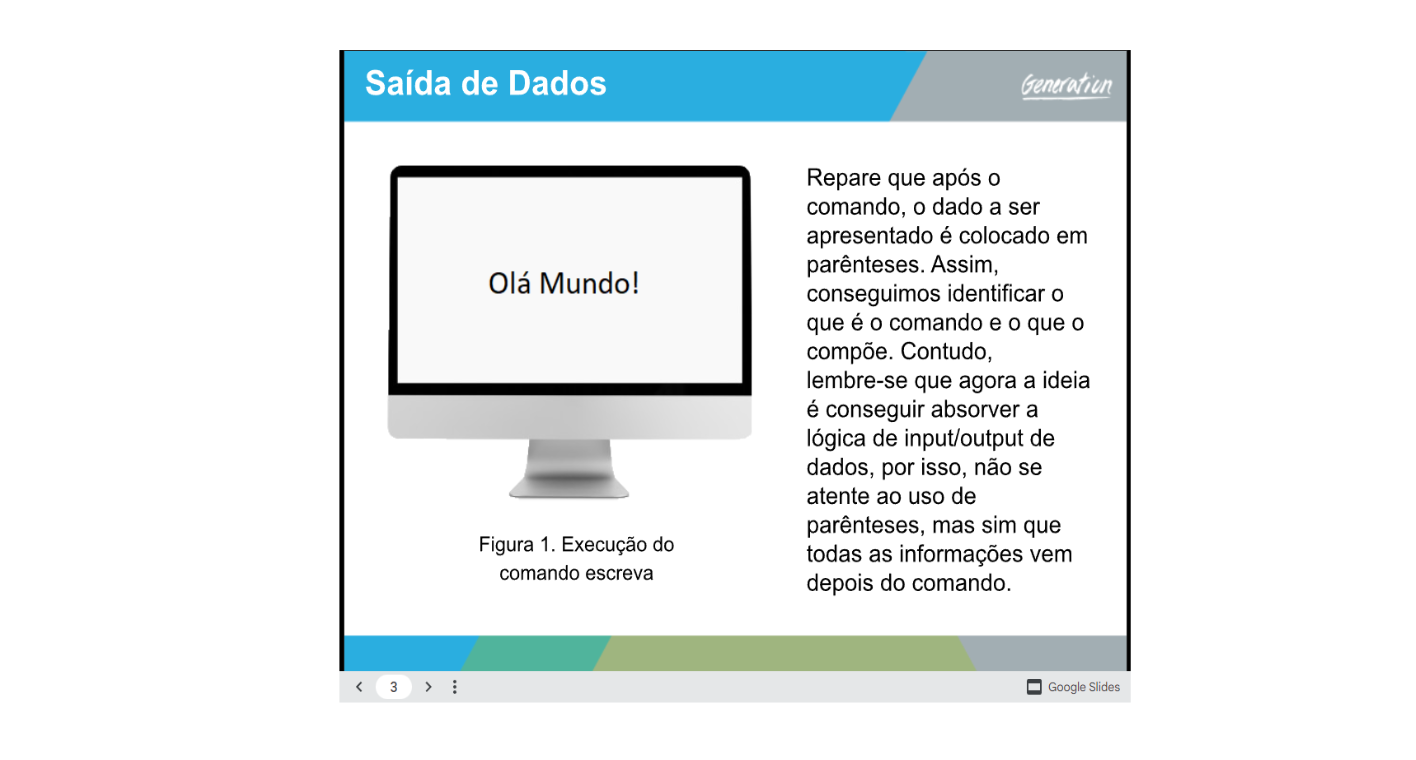 Saída de Dados
Generation
Olá Mundo!
Figura 1. Execução do
comando escreva
Repare que após o
comando, o dado a ser
apresentado é colocado em
parênteses. Assim,
conseguimos identificar o
que é o comando e o que o
compõe. Contudo,
lembre-se que agora a ideia
é conseguir absorver a
lógica de input/output de
dados, por isso, não se
atente ao uso de
parênteses, mas sim que
todas as informações vem
depois do comando.
3
Google Slides